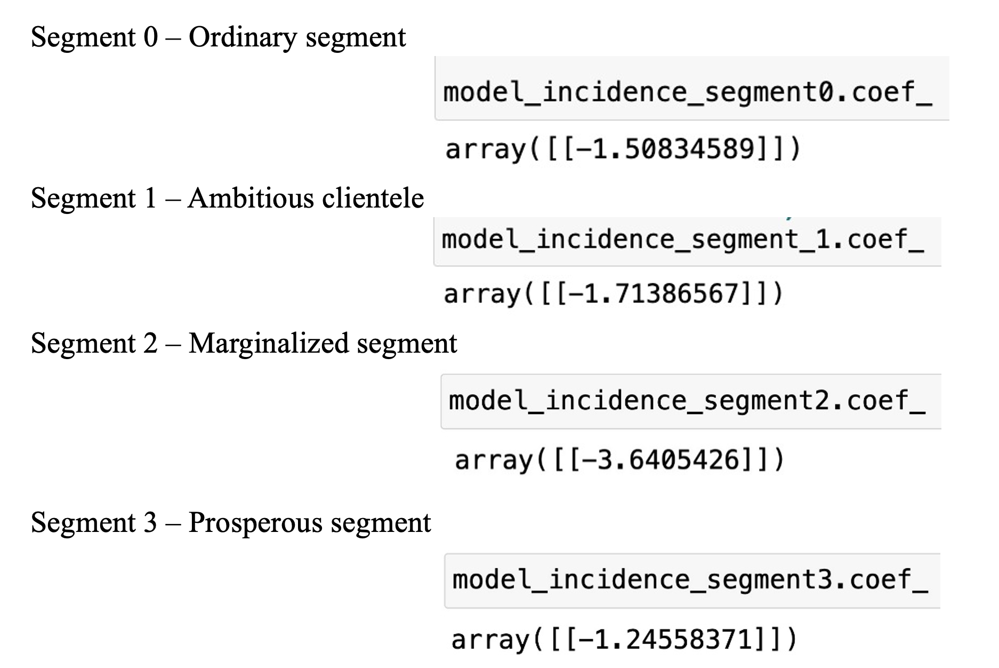 Segment 0 – Ordinary segment
model_incidence_segment0.coef_
array([[-1.50834589]])
Segment 1 – Ambitious clientele
model_incidence_segment_1.coef_
array([[-1.71386567]])
Segment 2 – Marginalized segment
model_incidence_segment2.coef_
array([[-3.6405426]])
Segment 3 – Prosperous segment
model_incidence_segment3.coef_
array([[-1.24558371]])